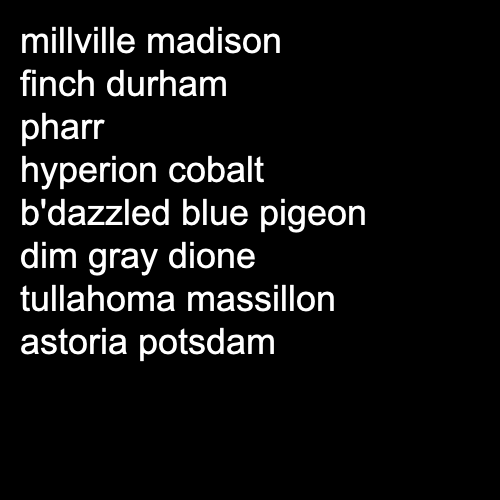 millville madison
finch durham
pharr
hyperion cobalt
b'dazzled blue pigeon
dim gray dione
tullahoma massillon
astoria potsdam